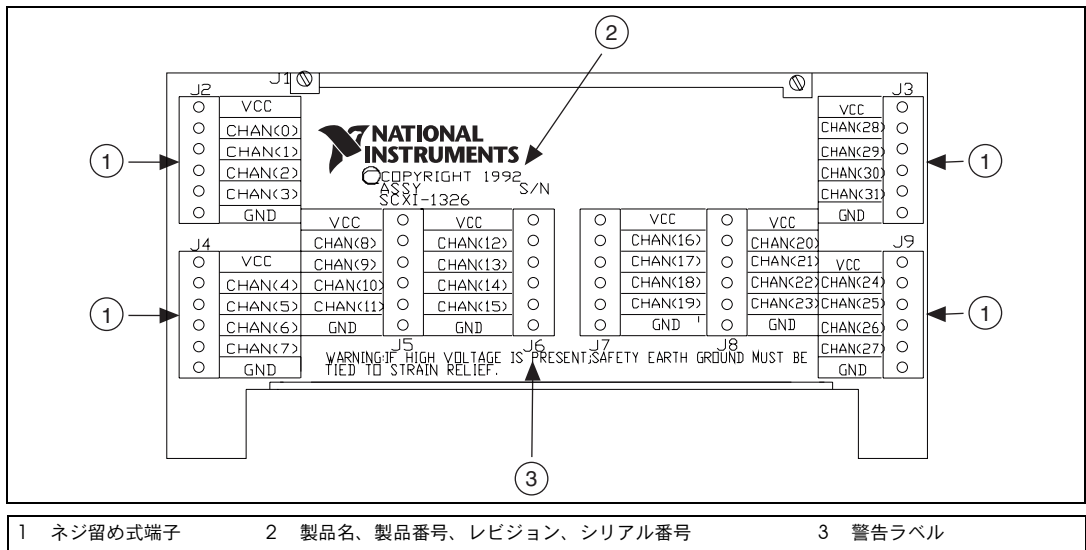 2
J1
J2
VCC
CHAN(0)
CHAN(1)
CHAN(2)
CHAN(3)
GND
1
NATIONAL
INSTRUMENTS
COPYRIGHT 1992
ASSY S/N
SCXI-1326
J3
VCC
CHAN(28)
CHAN(29)
CHAN(30)
CHAN(31)
GND
1
J4
VCC
CHAN(4)
CHAN(5)
CHAN(6)
CHAN(7)
GND
1
VCC
CHAN(8)
CHAN(9)
CHAN(10)
CHAN(11)
GND
J5
VCC
CHAN(12)
CHAN(13)
CHAN(14)
CHAN(15)
GND
J6
J7
VCC
CHAN(16)
CHAN(17)
CHAN(18)
CHAN(19)
GND
J8
CHAN(20)
CHAN(21)
CHAN(22)
CHAN(23)
GND
VCC
J9
VCC
CHAN(24)
CHAN(25)
CHAN(26)
CHAN(27)
GND
1
WARNING:IF HIGH VOLTAGE IS PRESENT;SAFETY EARTH GROUND MUST BE
TIED TO STRAIN RELIEF.
3
1 ネジ留め式端子 2 製品名、製品番号、レビジョン、シリアル番号 3 警告ラベル